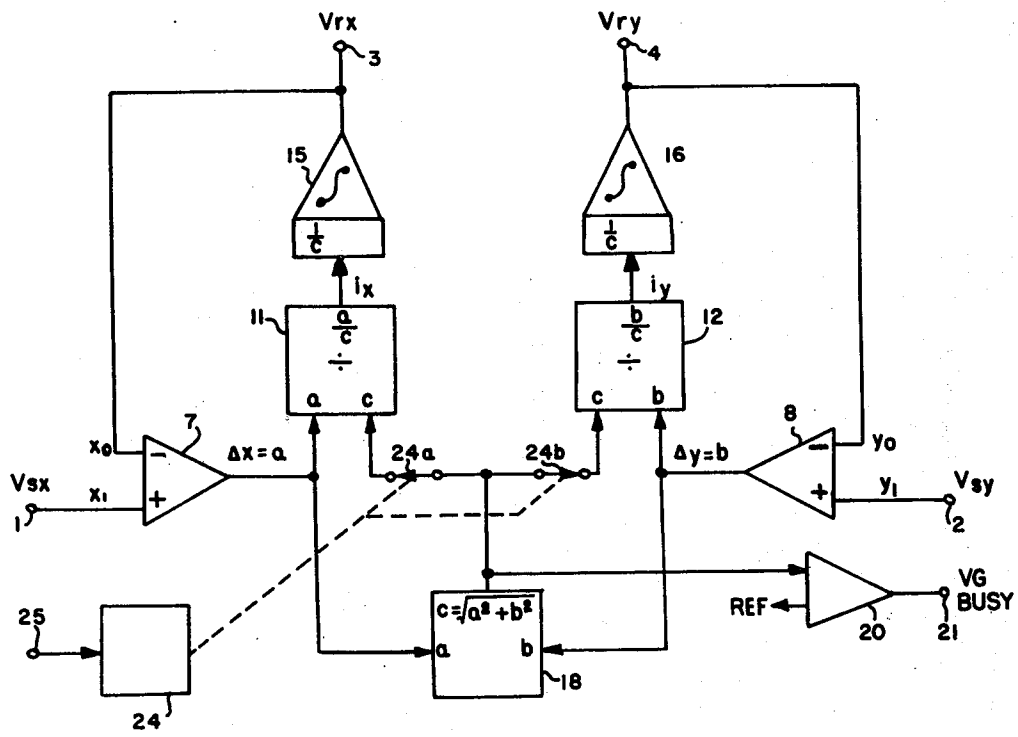 Vrx
3
Vry
4
15
∫
1/c
16
∫
1/c
ix
iy
11
a/c
÷
a c
b/c
÷
c b
12
x0
7
−
+
Δx=a
24a
24b
Δy=b
8
−
+
y0
Vsx
1
x1
y1
Vsy
2
25
24
c=√a²+b²
a b
18
REF
20
VG
BUSY
21